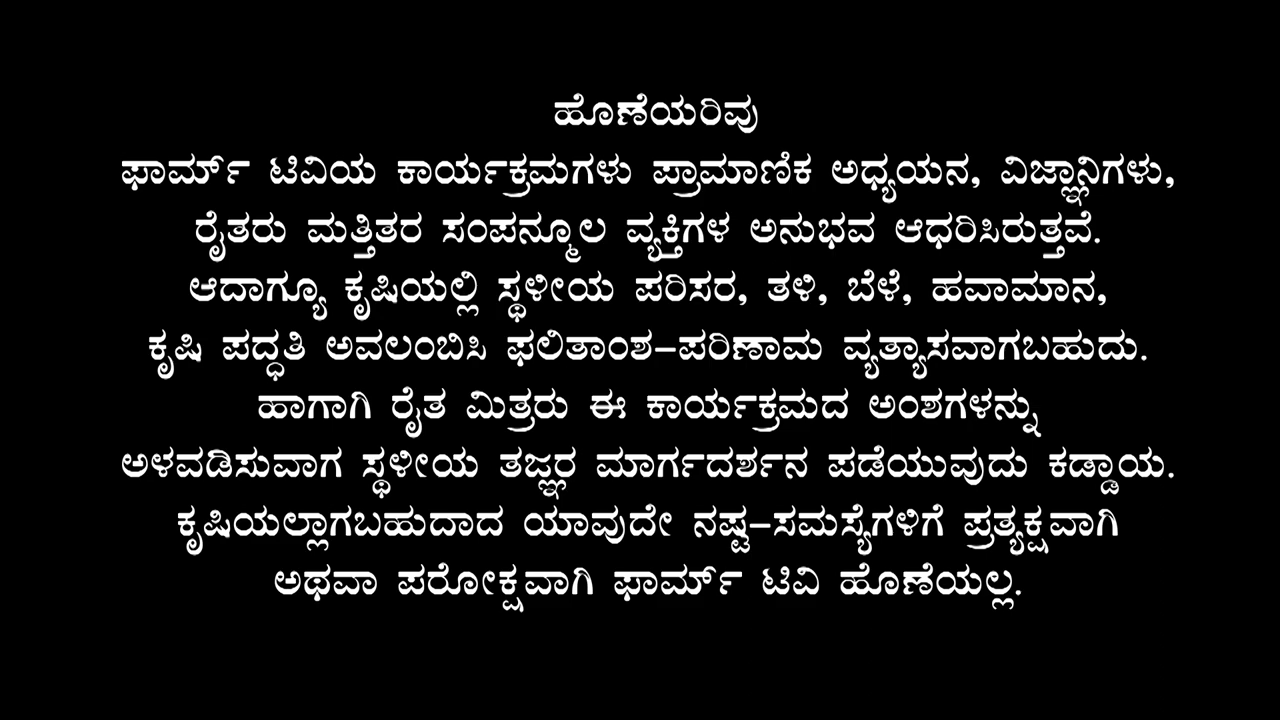 ಹೊಣೆಯರಿವು
ಫಾರ್ಮ್ ಟಿವಿಯ ಕಾರ್ಯಕ್ರಮಗಳು ಪ್ರಾಮಾಣಿಕ ಅಧ್ಯಯನ, ವಿಜ್ಞಾನಿಗಳು,
ರೈತರು ಮತ್ತಿತರ ಸಂಪನ್ಮೂಲ ವ್ಯಕ್ತಿಗಳ ಅನುಭವ ಆಧರಿಸಿರುತ್ತವೆ.
ಆದಾಗ್ಯೂ ಕೃಷಿಯಲ್ಲಿ ಸ್ಥಳೀಯ ಪರಿಸರ, ತಳಿ, ಬೆಳೆ, ಹವಾಮಾನ,
ಕೃಷಿ ಪದ್ಧತಿ ಅವಲಂಬಿಸಿ ಫಲಿತಾಂಶ–ಪರಿಣಾಮ ವ್ಯತ್ಯಾಸವಾಗಬಹುದು.
ಹಾಗಾಗಿ ರೈತ ಮಿತ್ರರು ಈ ಕಾರ್ಯಕ್ರಮದ ಅಂಶಗಳನ್ನು
ಅಳವಡಿಸುವಾಗ ಸ್ಥಳೀಯ ತಜ್ಞರ ಮಾರ್ಗದರ್ಶನ ಪಡೆಯುವುದು ಕಡ್ಡಾಯ.
ಕೃಷಿಯಲ್ಲಾಗಬಹುದಾದ ಯಾವುದೇ ನಷ್ಟ–ಸಮಸ್ಯೆಗಳಿಗೆ ಪ್ರತ್ಯಕ್ಷವಾಗಿ
ಅಥವಾ ಪರೋಕ್ಷವಾಗಿ ಫಾರ್ಮ್ ಟಿವಿ ಹೊಣೆಯಲ್ಲ.